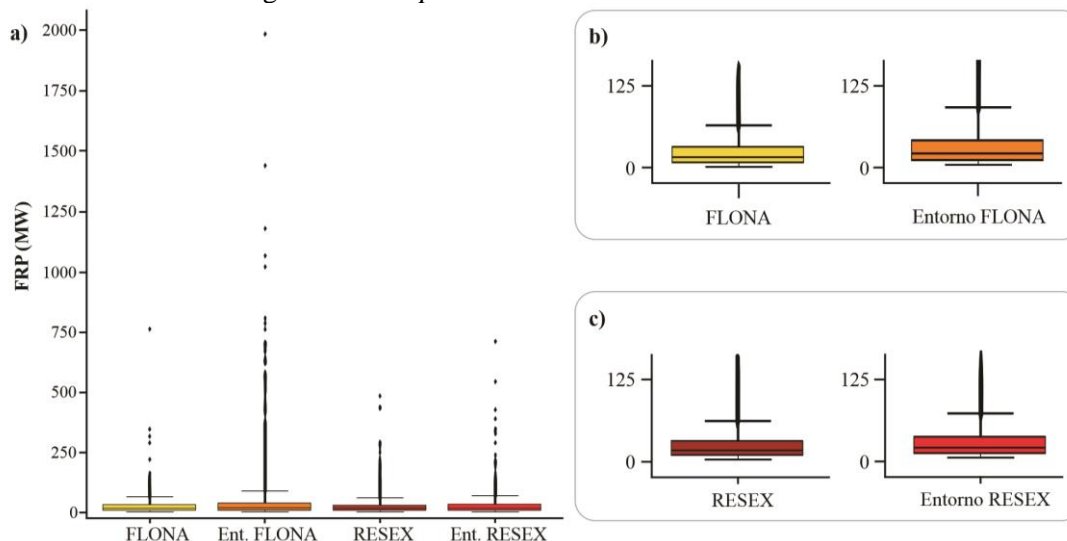 a)
2000
1750
1500
1250
1000
750
500
250
0
FRP (MW)
FLONA
Ent. FLONA
RESEX
Ent. RESEX
b)
125
0
FLONA
125
0
Entorno FLONA
c)
125
0
RESEX
125
0
Entorno RESEX